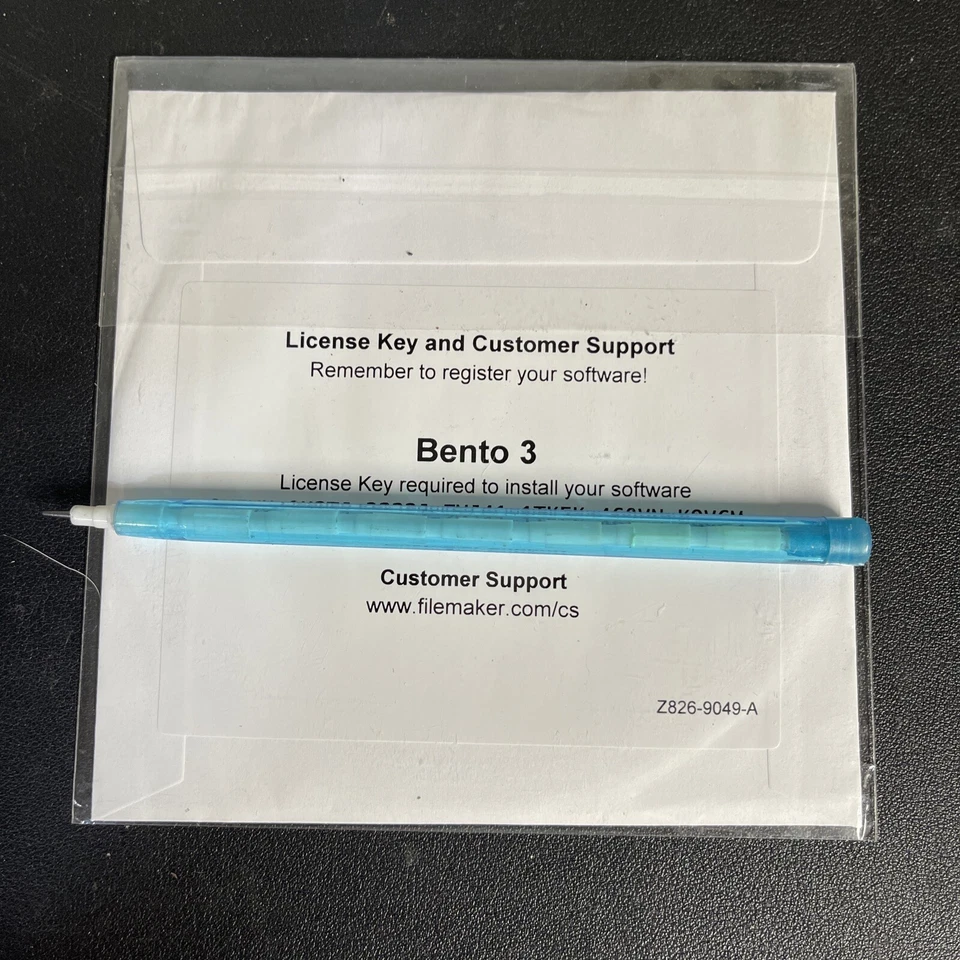 License Key and Customer Support
Remember to register your software!
Bento 3
License Key required to install your software
Customer Support
www.filemaker.com/cs
Z826-9049-A